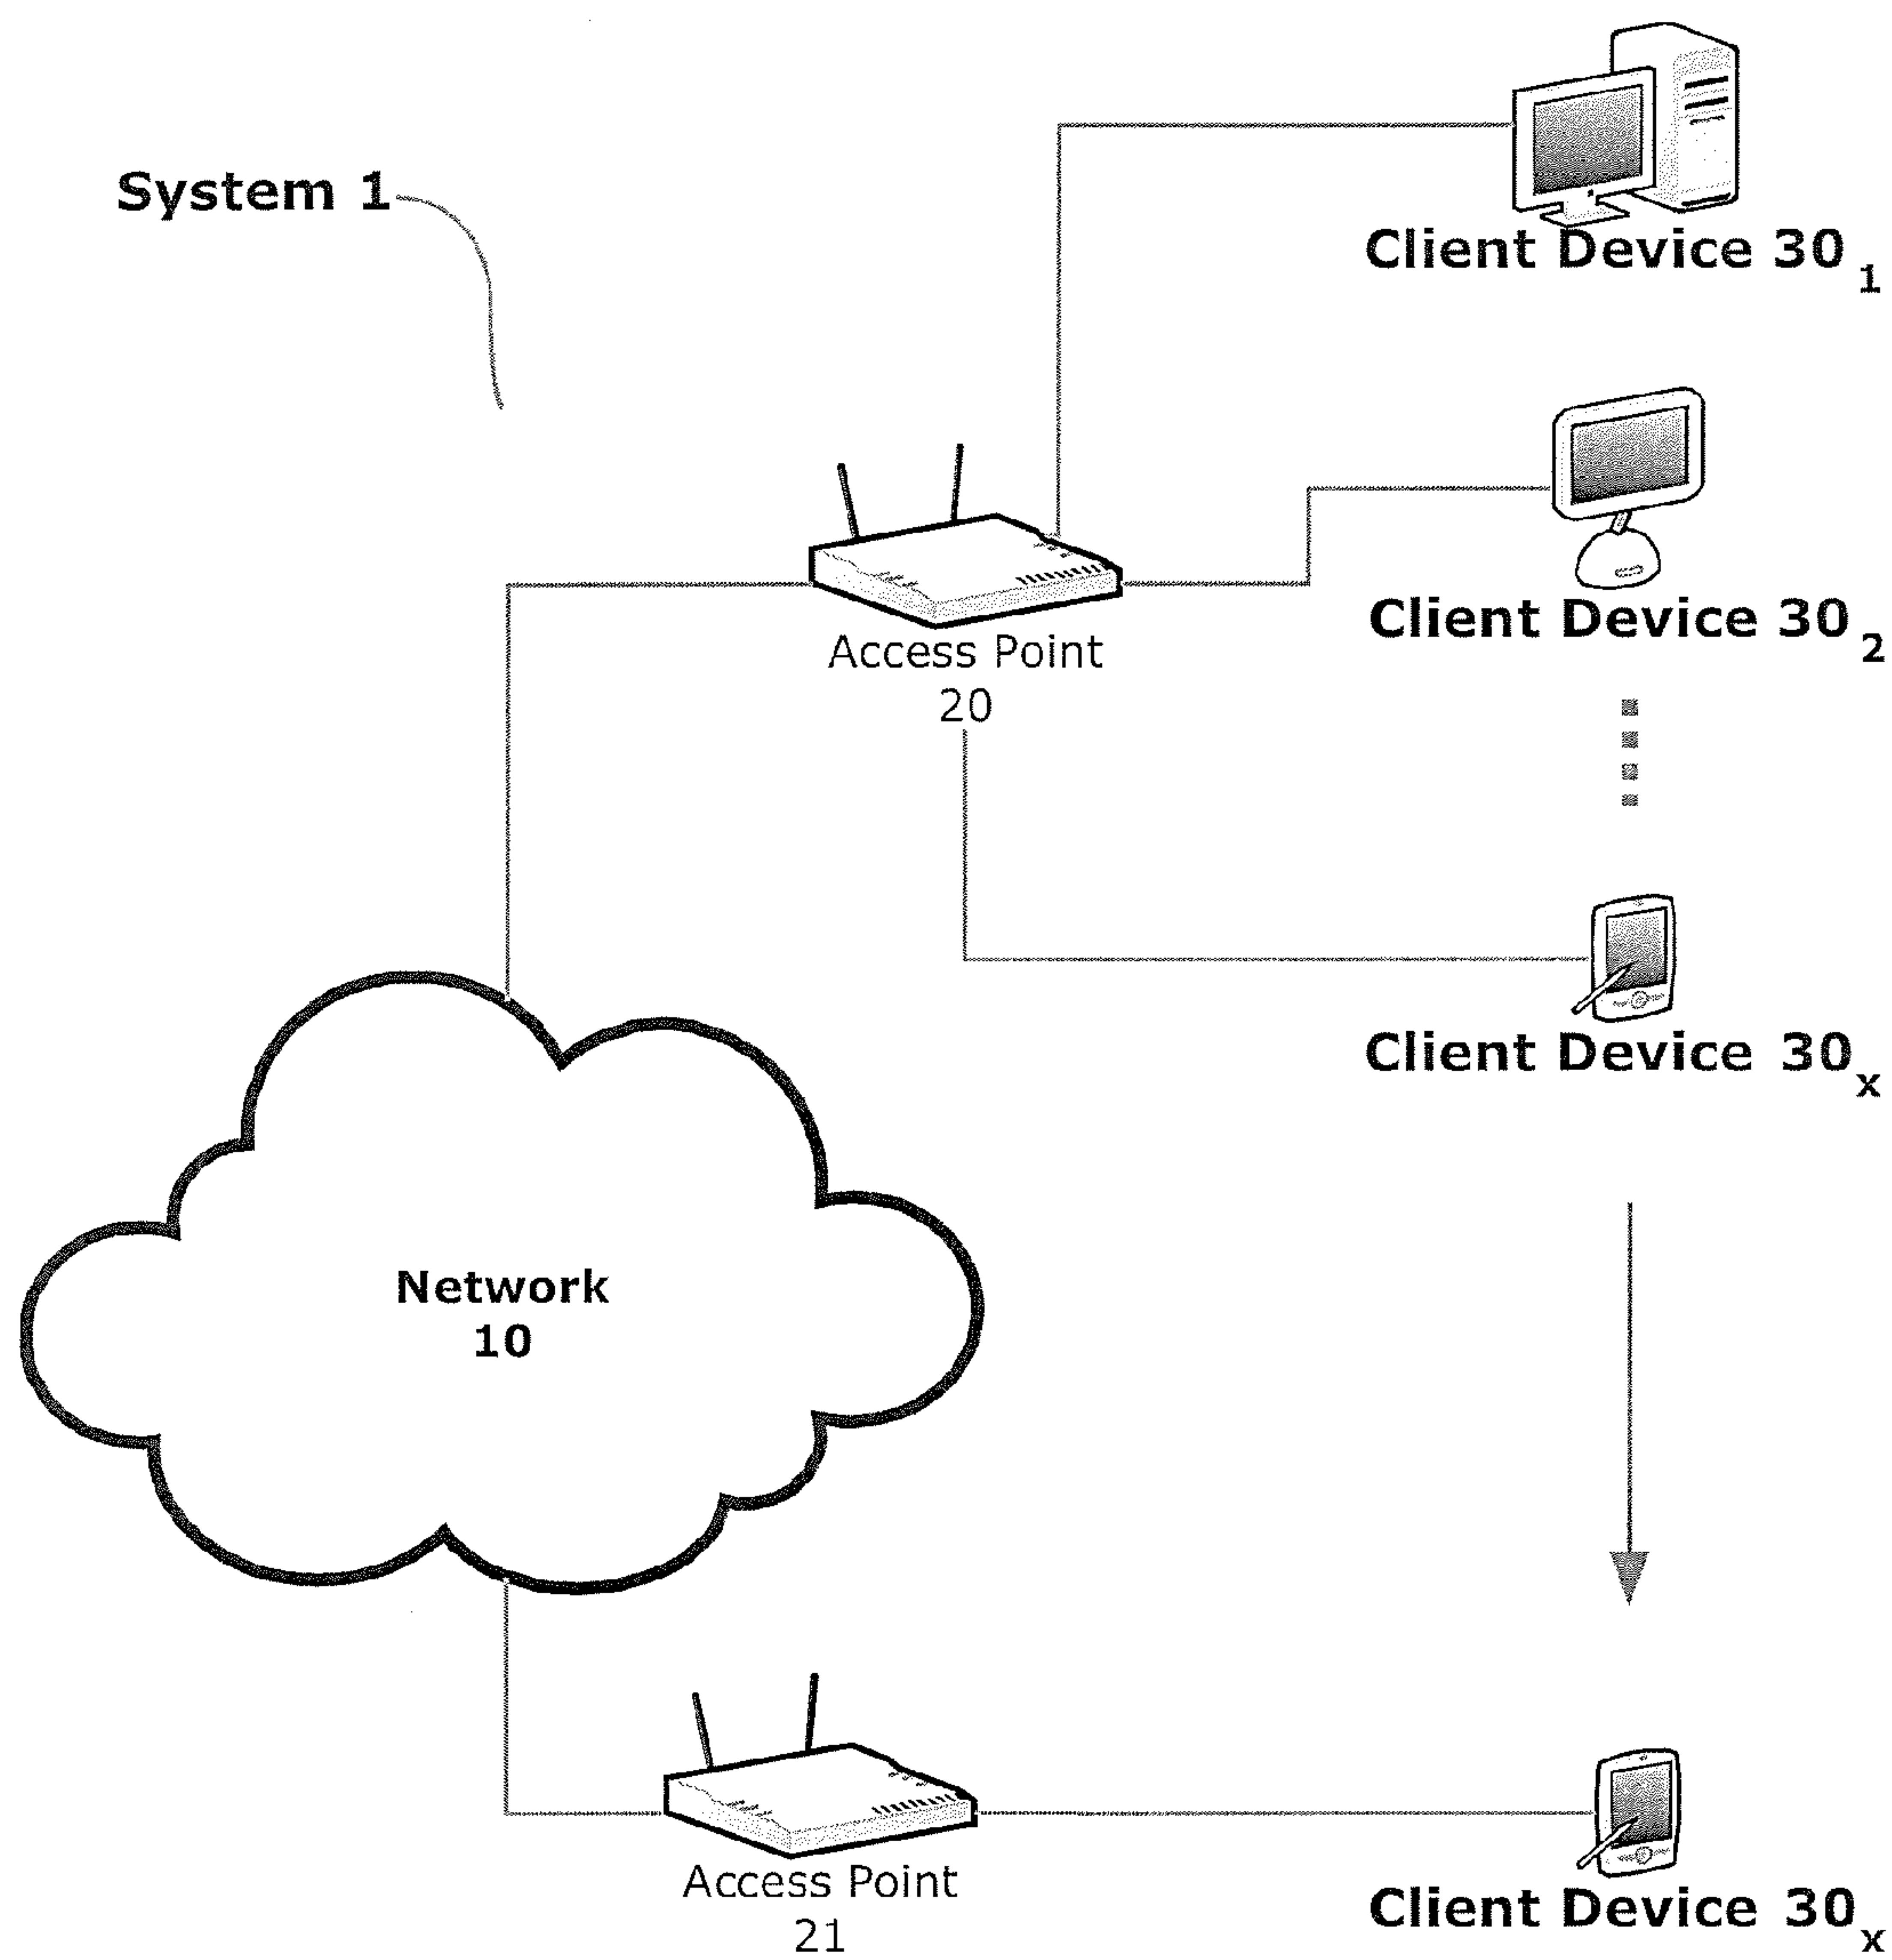 System 1
Client Device 30 1
Client Device 30 2
Access Point
20
Client Device 30 x
Network
10
Access Point
21
Client Device 30 x